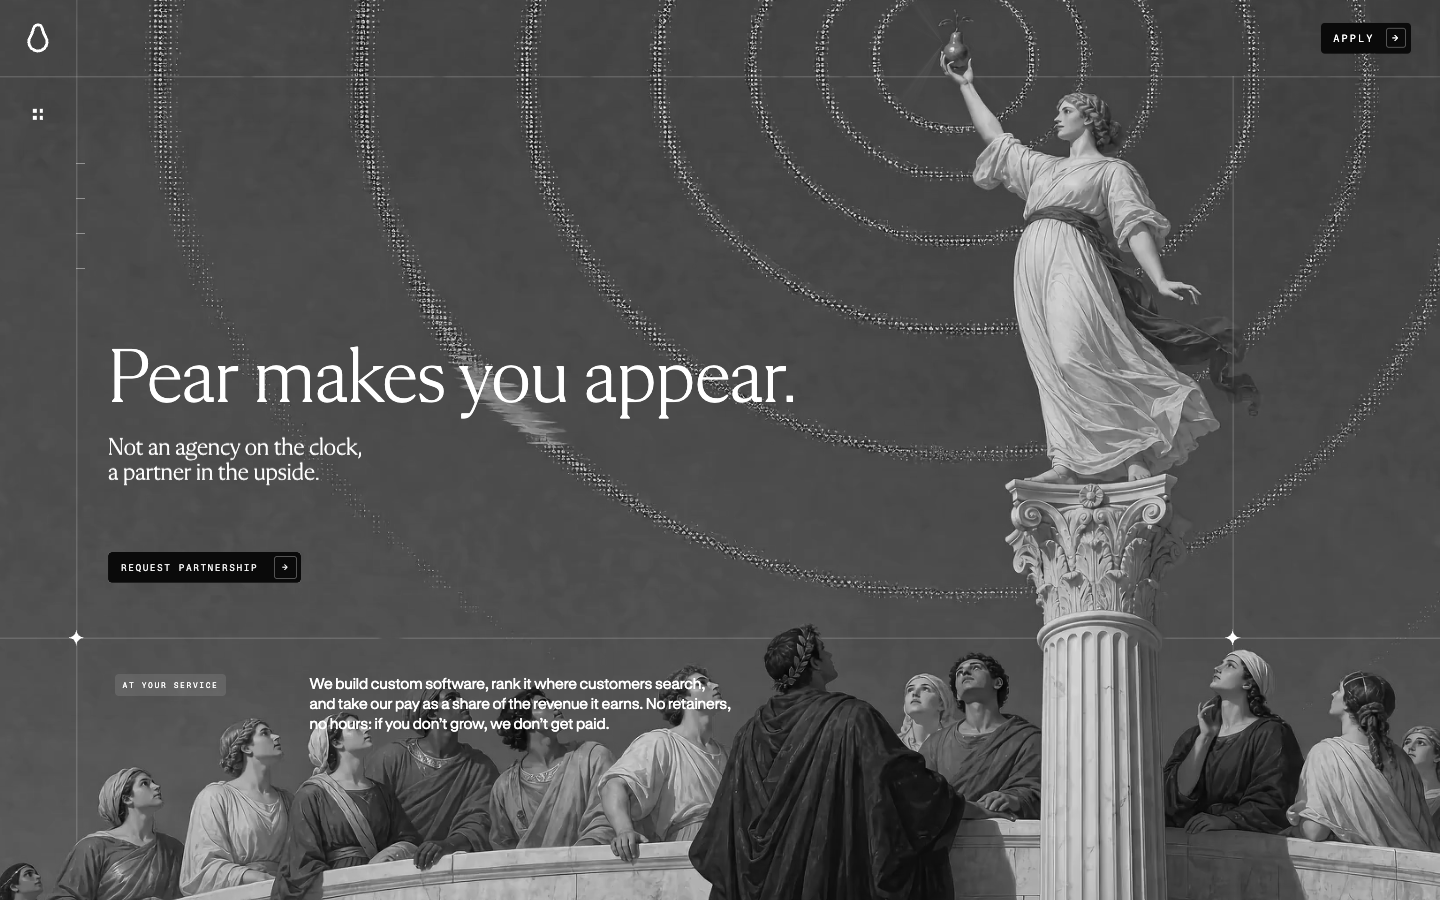 APPLY
Pear makes you appear.
Not an agency on the clock,
a partner in the upside.
REQUEST PARTNERSHIP
AT YOUR SERVICE
We build custom software, rank it where customers search,
and take our pay as a share of the revenue it earns. No retainers,
no hours: if you don't grow, we don't get paid.